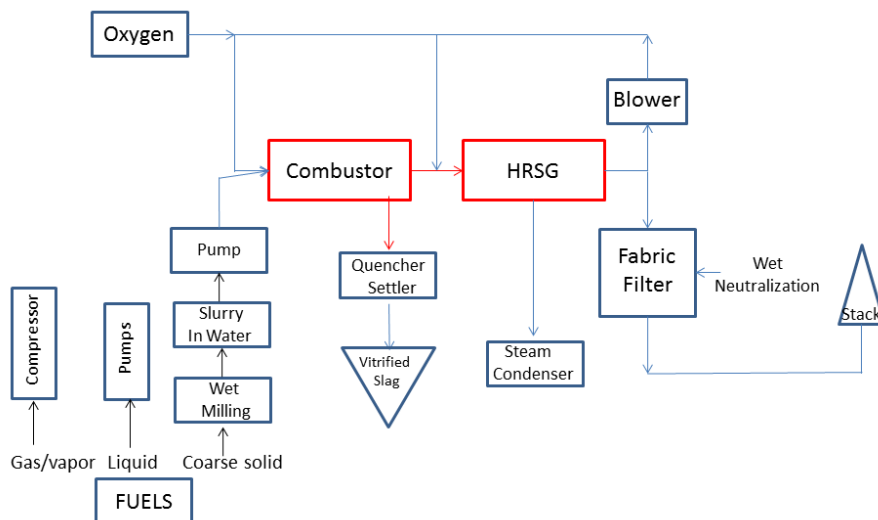 Oxygen
Blower
Combustor
HRSG
Pump
Quencher
Settler
Fabric
Filter
Wet
Neutralization
Stack
Compressor
Pumps
Slurry
In Water
Vitrified
Slag
Steam
Condenser
Wet
Milling
Gas/vapor
Liquid
Coarse solid
FUELS